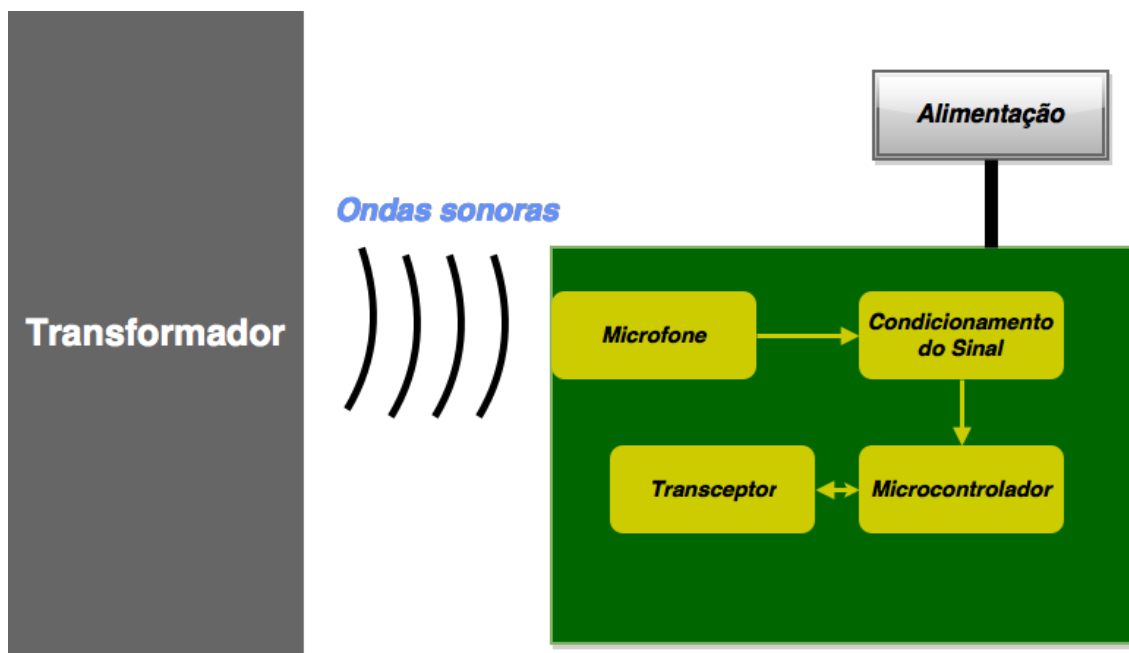 Alimentação
Ondas sonoras
Transformador
Microfone
Condicionamento
do Sinal
Transceptor
Microcontrolador